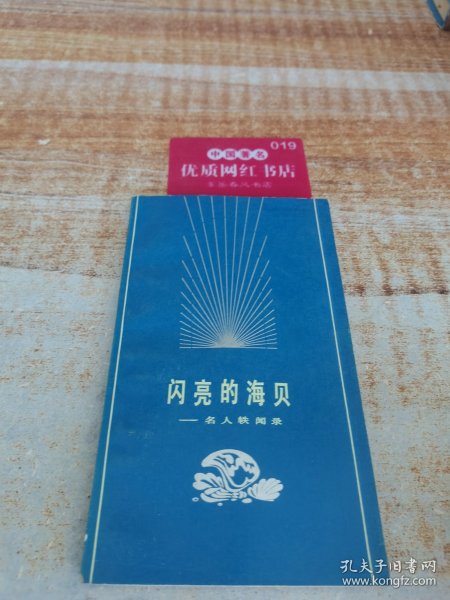 019
中国著名
优质网红书店
闪亮的海贝
——名人轶闻录
孔夫子旧书网
www.kongfz.com